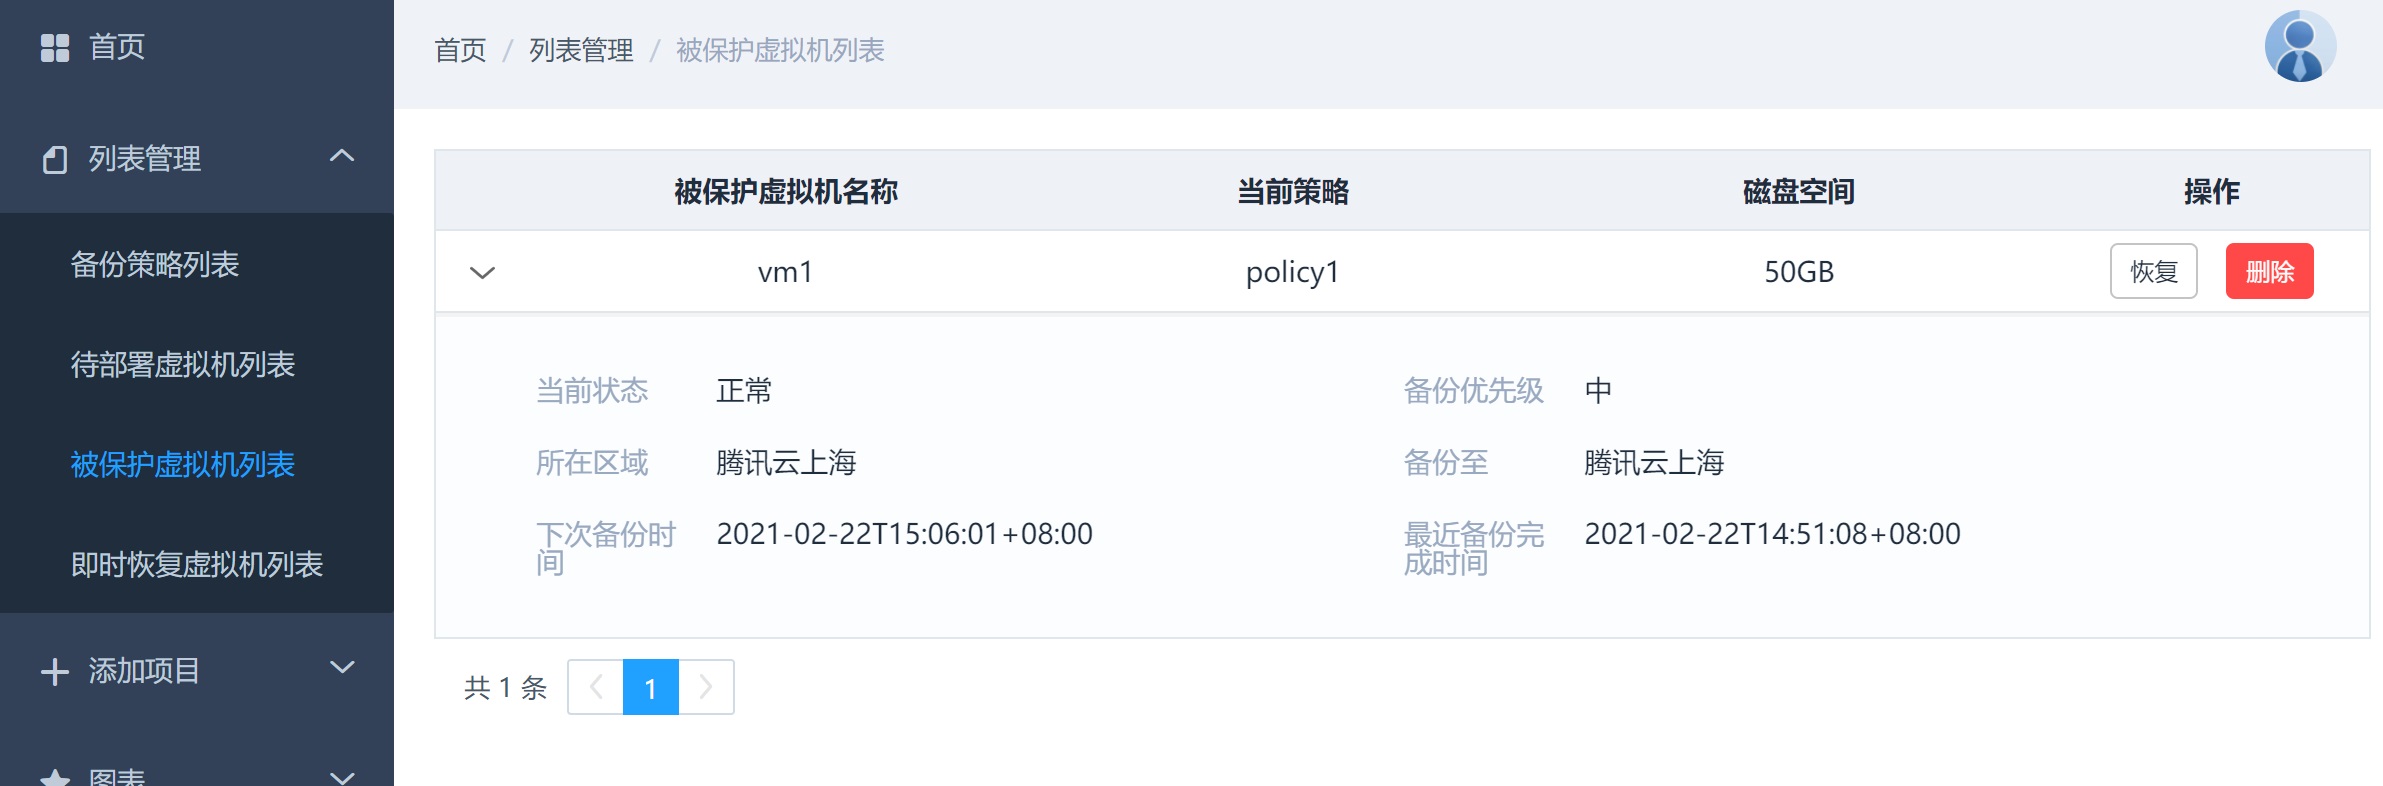 首页
列表管理
备份策略列表
待部署虚拟机列表
被保护虚拟机列表
即时恢复虚拟机列表
添加项目
图表
首页 / 列表管理 / 被保护虚拟机列表
被保护虚拟机名称 当前策略 磁盘空间 操作
vm1 policy1 50GB 恢复 删除
当前状态 正常 备份优先级 中
所在区域 腾讯云上海 备份至 腾讯云上海
下次备份时 2021-02-22T15:06:01+08:00 最近备份完 2021-02-22T14:51:08+08:00
间 成时间
共 1 条 1